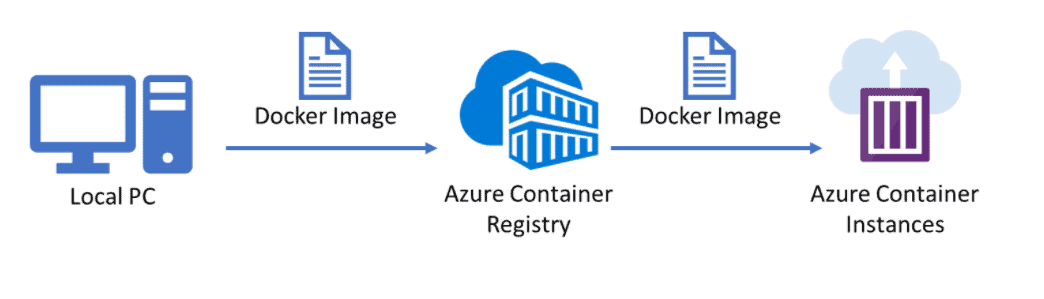 Docker Image
Docker Image
Local PC
Azure Container
Registry
Azure Container
Instances